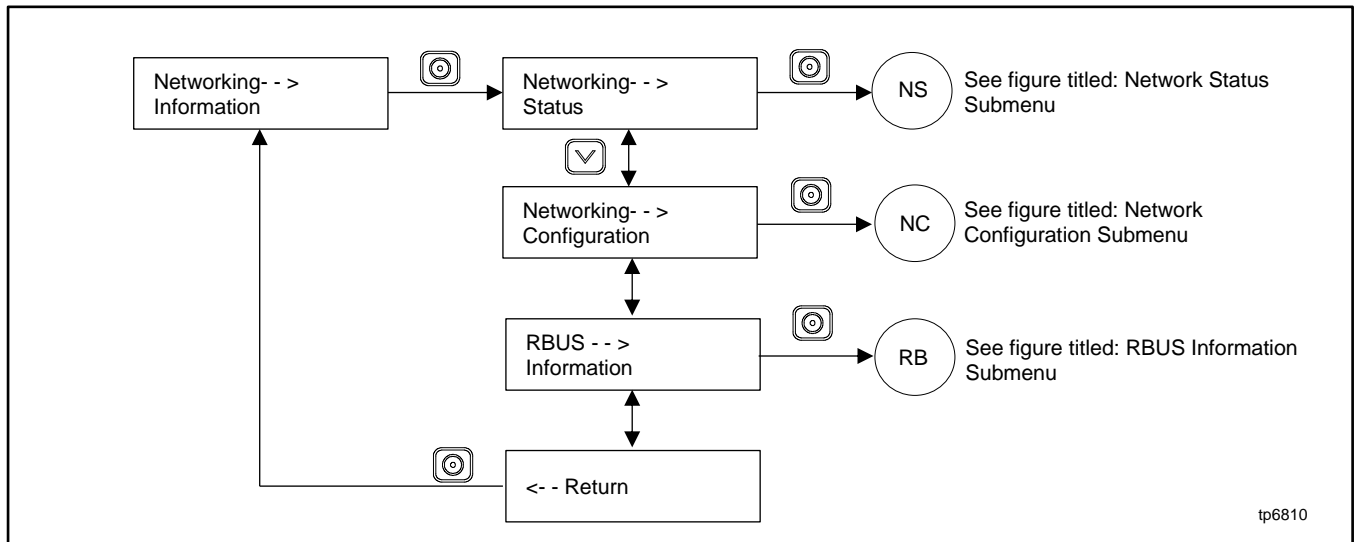 Networking- - >
Information
Networking- - >
Status
NS
See figure titled: Network Status
Submenu
Networking- - >
Configuration
NC
See figure titled: Network
Configuration Submenu
RBUS - - >
Information
RB
See figure titled: RBUS Information
Submenu
<- - Return
tp6810